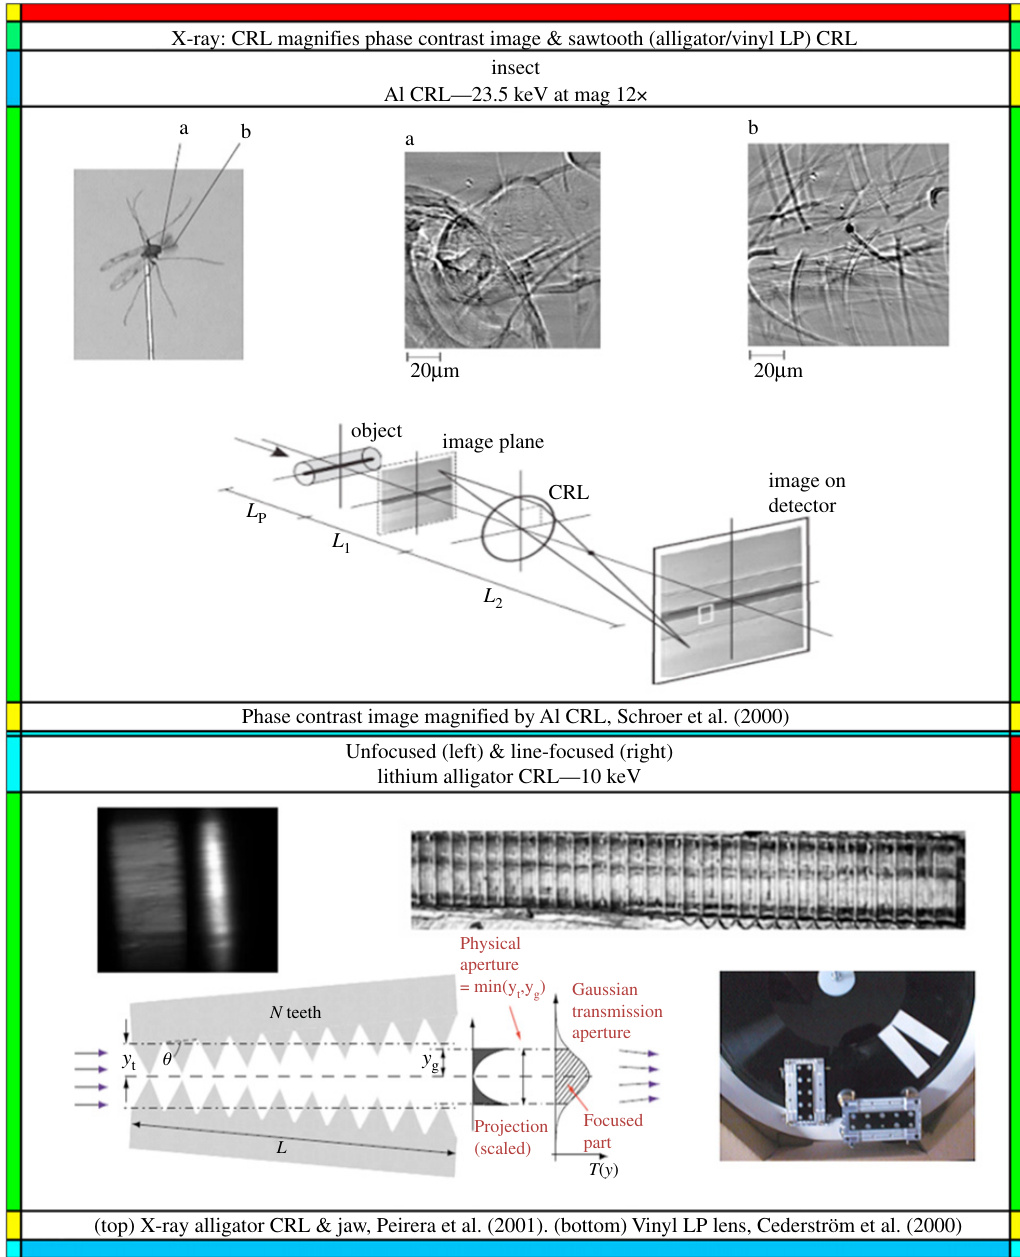 X-ray: CRL magnifies phase contrast image & sawtooth (alligator/vinyl LP) CRL
insect
Al CRL—23.5 keV at mag 12×
a
b
a
b
20μm
20μm
object
image plane
CRL
image on
detector
L_P
L_1
L_2
Phase contrast image magnified by Al CRL, Schroer et al. (2000)
Unfocused (left) & line-focused (right)
lithium alligator CRL—10 keV
Physical
aperture
= min(y_t,y_g)
Gaussian
transmission
aperture
N teeth
y_t
θ
y_g
Projection
(scaled)
Focused
part
L
T(y)
(top) X-ray alligator CRL & jaw, Peirera et al. (2001). (bottom) Vinyl LP lens, Cederström et al. (2000)